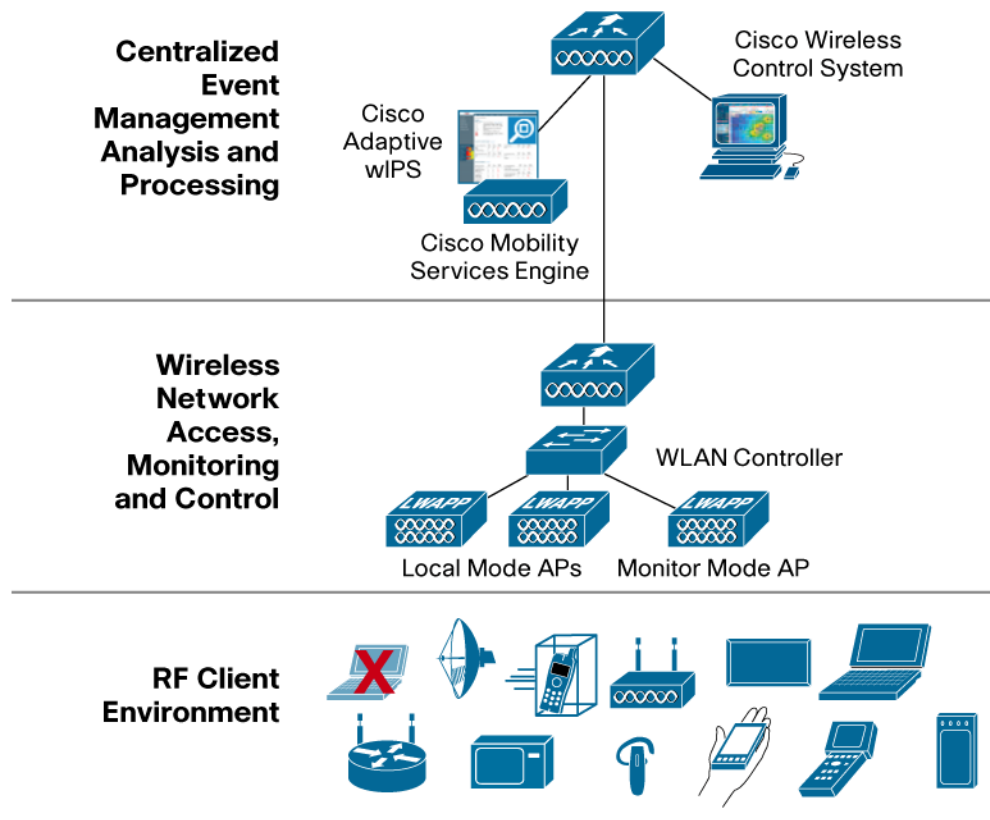 Centralized
Event
Management
Analysis and
Processing
Cisco Wireless
Control System
Cisco
Adaptive
wIPS
Cisco Mobility
Services Engine
Wireless
Network
Access,
Monitoring
and Control
WLAN Controller
LWAPP
LWAPP
LWAPP
Local Mode APs
Monitor Mode AP
RF Client
Environment
X